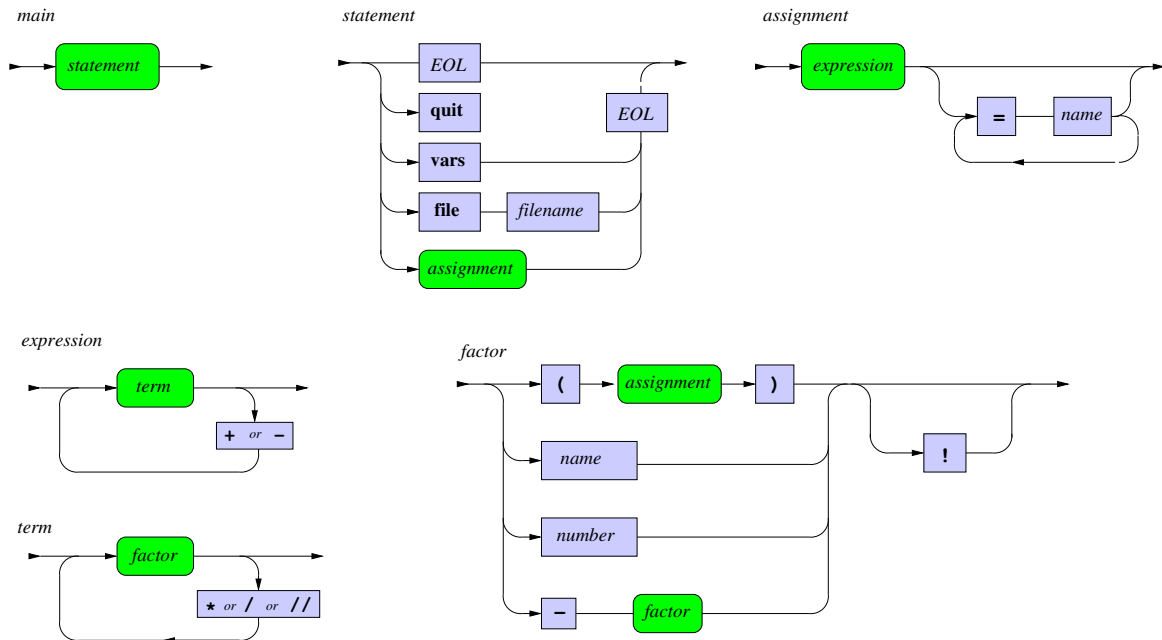 main
statement
statement
EOL
quit
EOL
vars
file filename
assignment
assignment
expression
= name
expression
term
+ or -
term
factor
* or / or //
factor
( assignment )
name
!
number
- factor